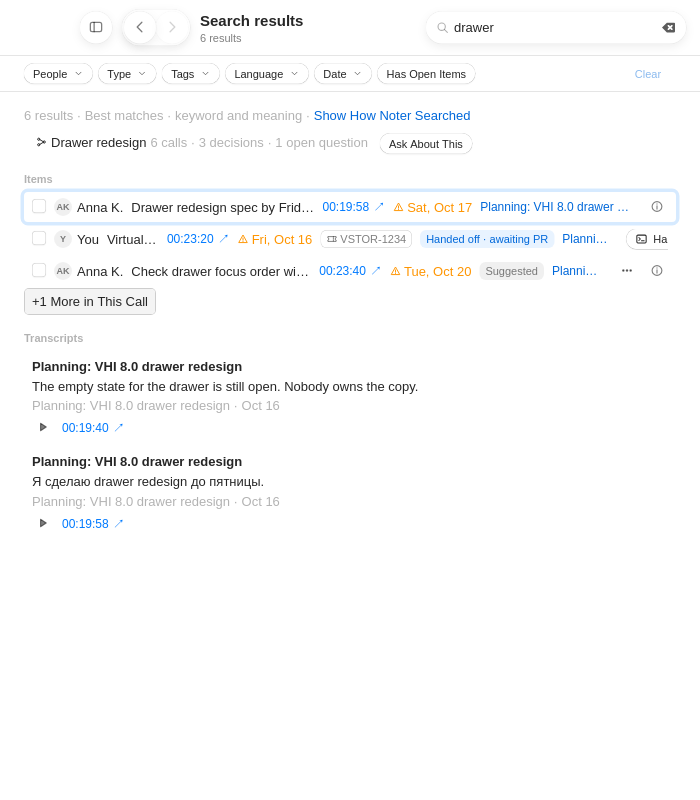 Search results
6 results
drawer
People
Type
Tags
Language
Date
Has Open Items
Clear
6 results · Best matches · keyword and meaning · Show How Noter Searched
Drawer redesign 6 calls · 3 decisions · 1 open question
Ask About This
Items
AK Anna K. Drawer redesign spec by Frid… 00:19:58 ↗ Sat, Oct 17 Planning: VHI 8.0 drawer …
Y You Virtual… 00:23:20 ↗ Fri, Oct 16 VSTOR-1234 Handed off · awaiting PR Planni… Ha
AK Anna K. Check drawer focus order wi… 00:23:40 ↗ Tue, Oct 20 Suggested Planni… ···
+1 More in This Call
Transcripts
Planning: VHI 8.0 drawer redesign
The empty state for the drawer is still open. Nobody owns the copy.
Planning: VHI 8.0 drawer redesign · Oct 16
00:19:40 ↗
Planning: VHI 8.0 drawer redesign
Я сделаю drawer redesign до пятницы.
Planning: VHI 8.0 drawer redesign · Oct 16
00:19:58 ↗